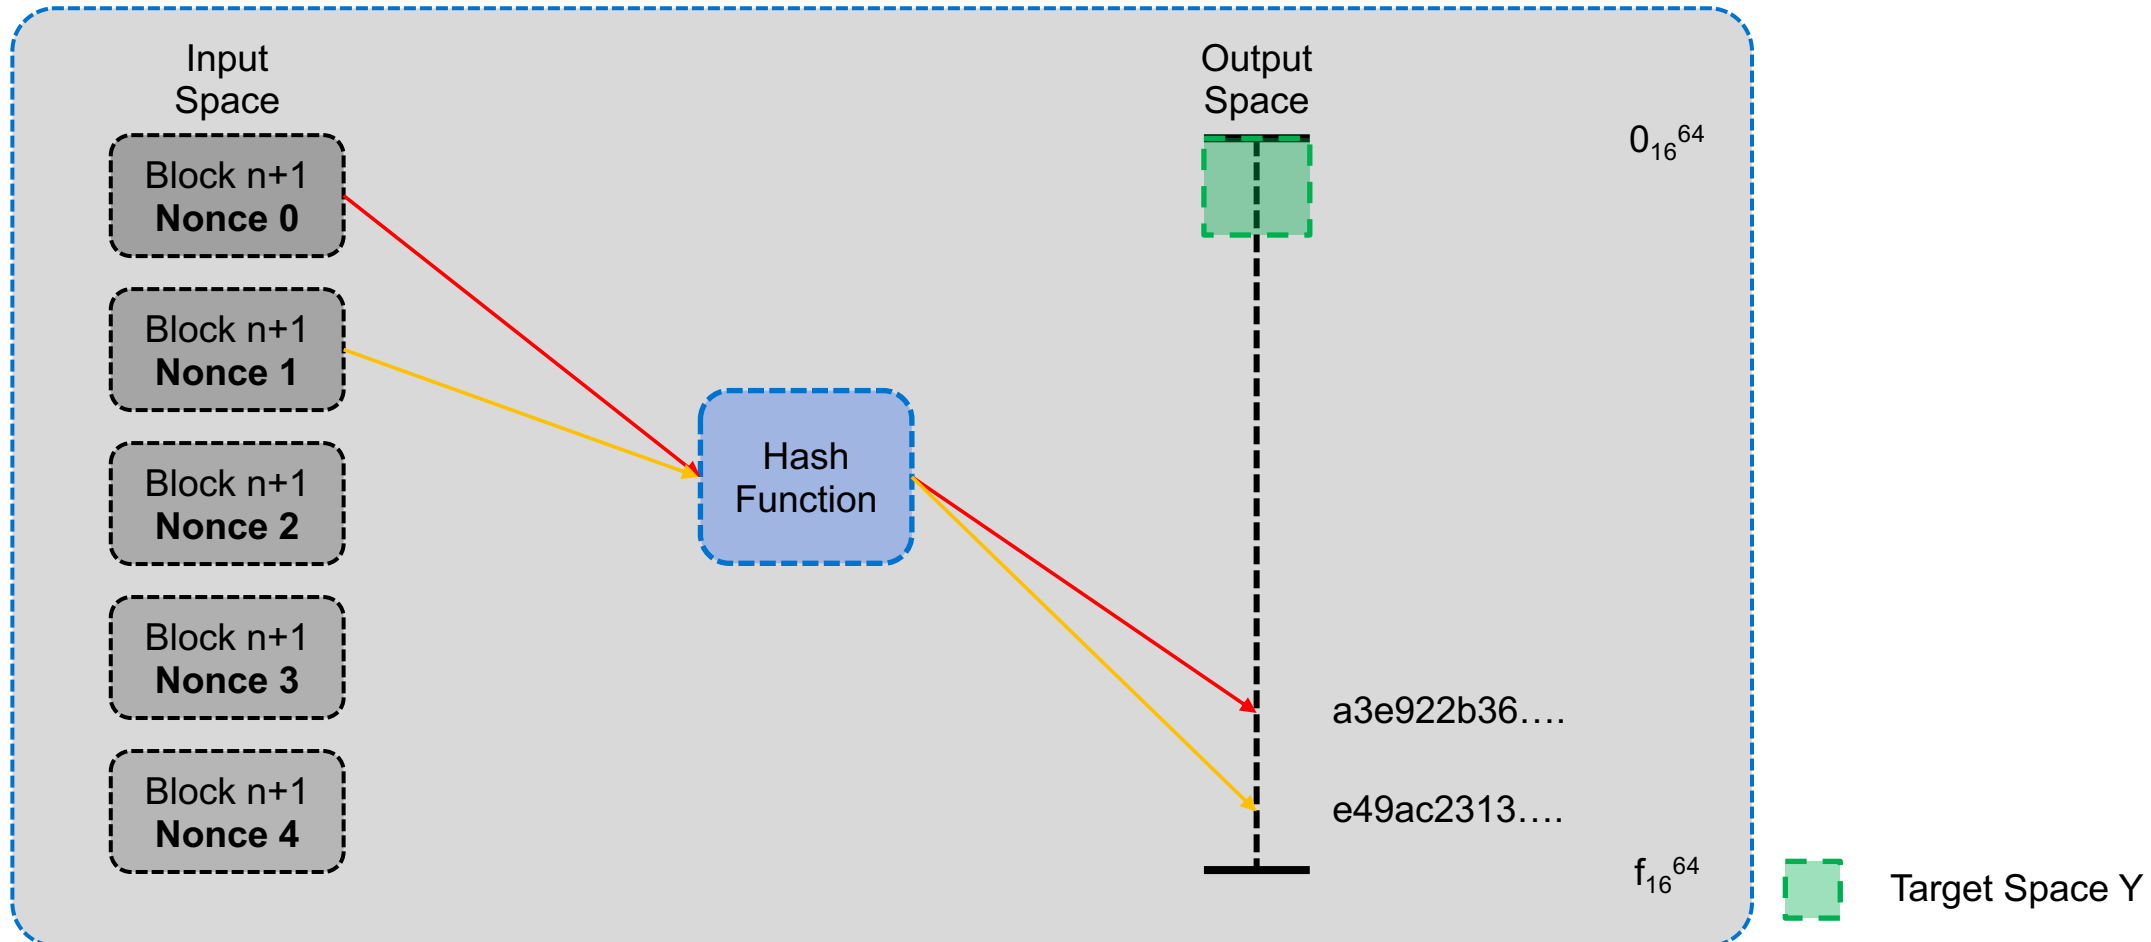 Input
Space
Output
Space
0₁₆⁶⁴
Block n+1
Nonce 0
Block n+1
Nonce 1
Block n+1
Nonce 2
Hash
Function
Block n+1
Nonce 3
a3e922b36….
Block n+1
Nonce 4
e49ac2313….
f₁₆⁶⁴
Target Space Y